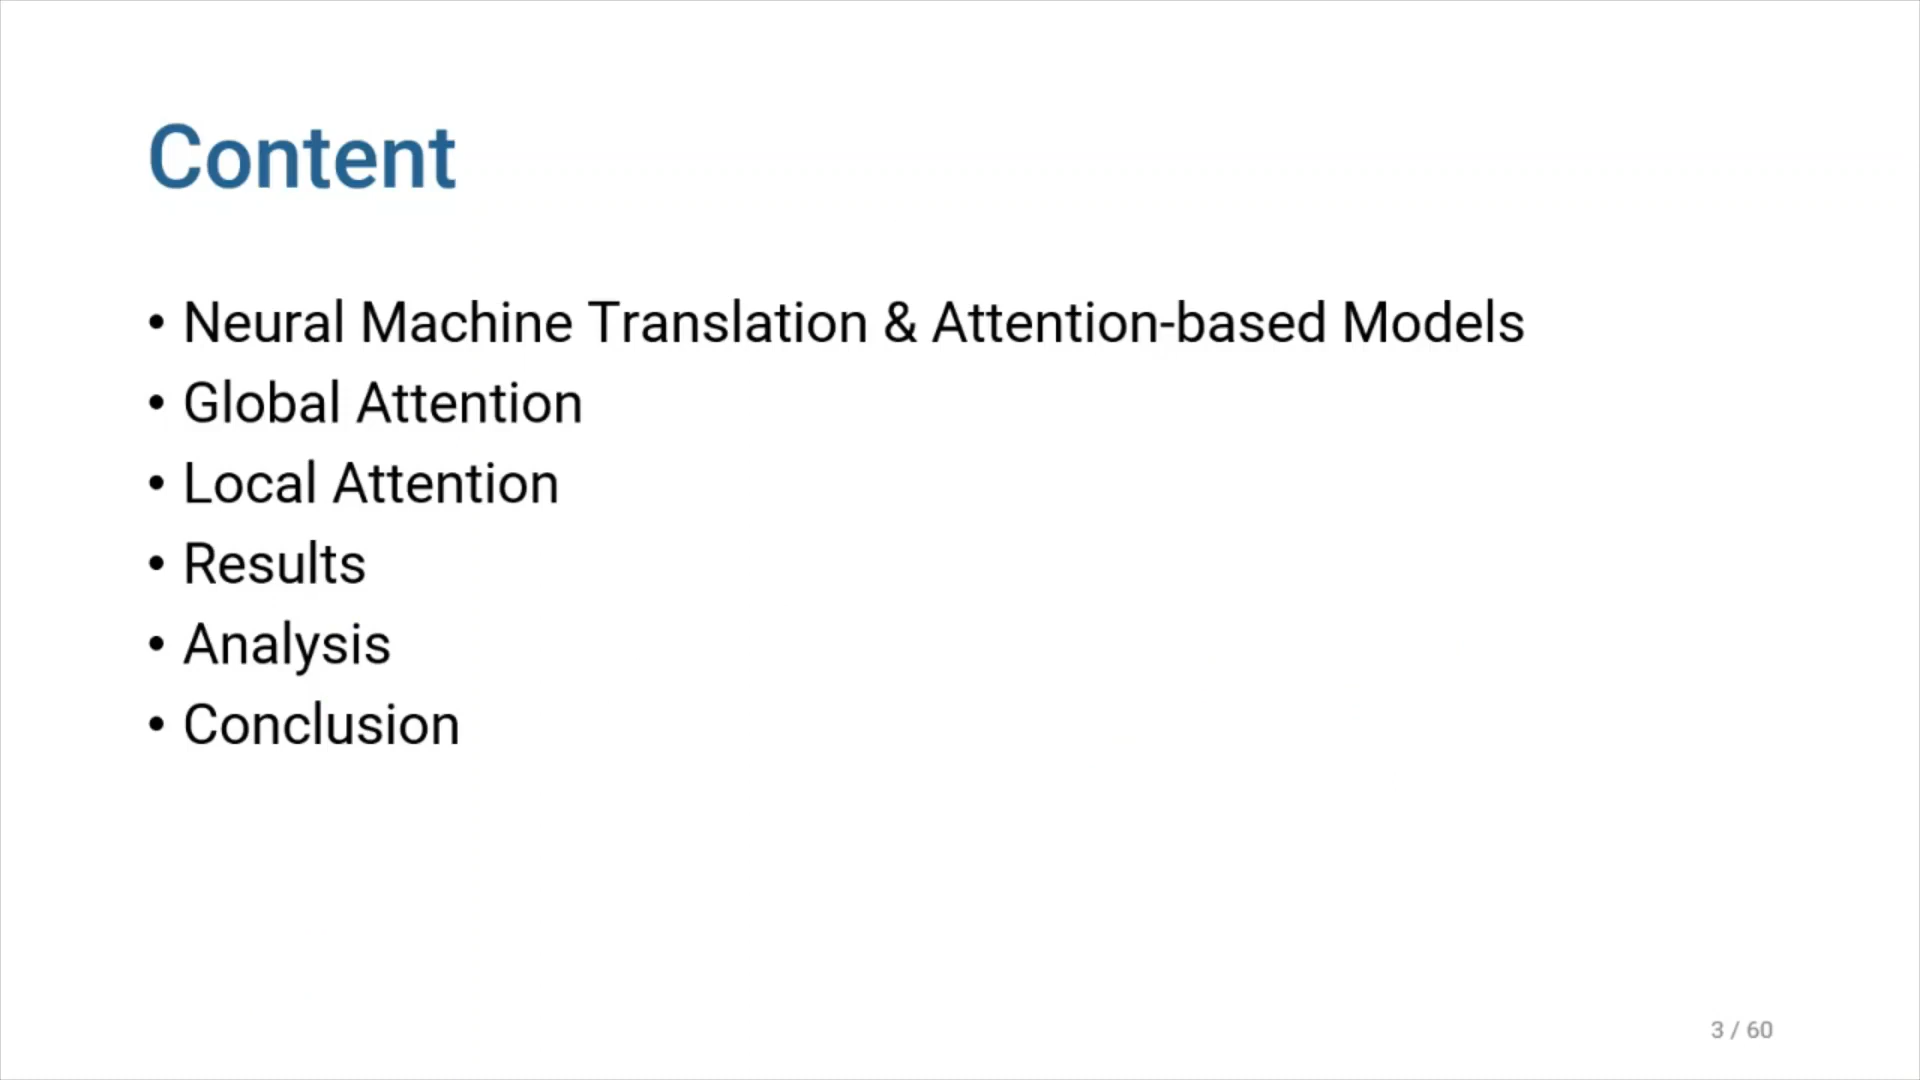 Content
• Neural Machine Translation & Attention-based Models
• Global Attention
• Local Attention
• Results
• Analysis
• Conclusion
3 / 60